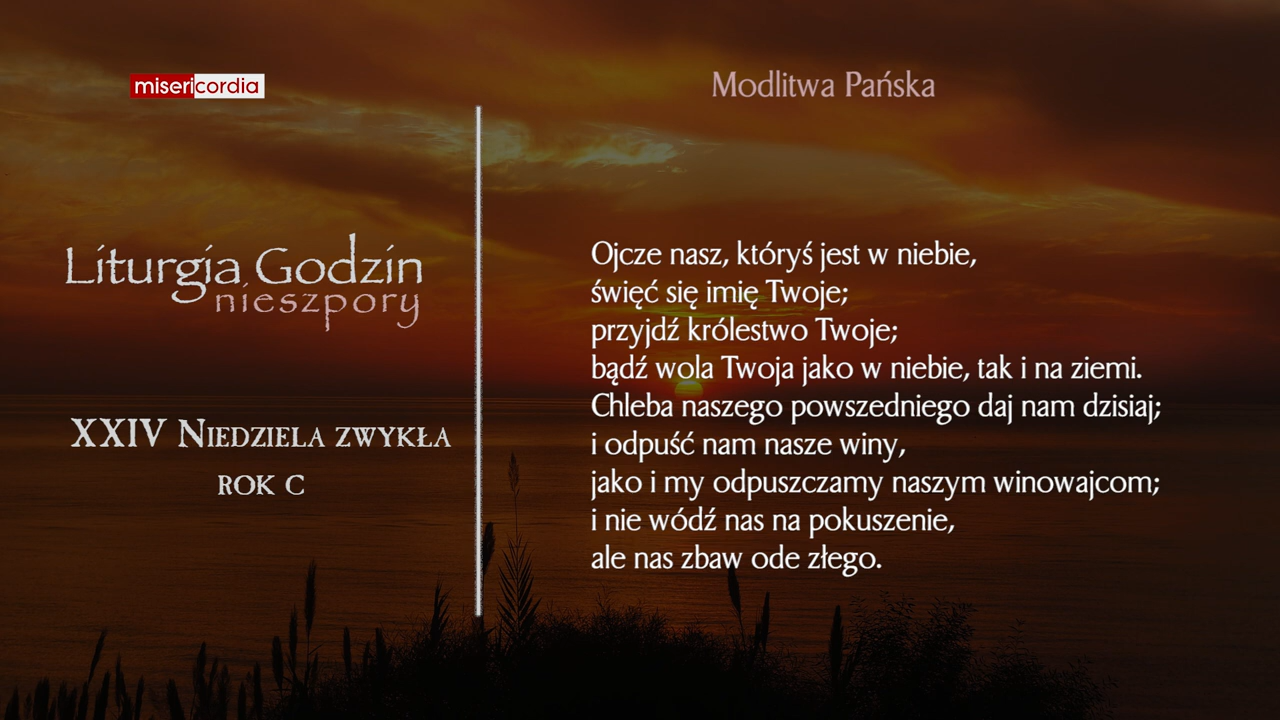 misericordia
Liturgia Godzin
nieszpory
XXIV Niedziela zwykła
rok C
Modlitwa Pańska
Ojcze nasz, któryś jest w niebie,
święć się imię Twoje;
przyjdź królestwo Twoje;
bądź wola Twoja jako w niebie, tak i na ziemi.
Chleba naszego powszedniego daj nam dzisiaj;
i odpuść nam nasze winy,
jako i my odpuszczamy naszym winowajcom;
i nie wódź nas na pokuszenie,
ale nas zbaw ode złego.